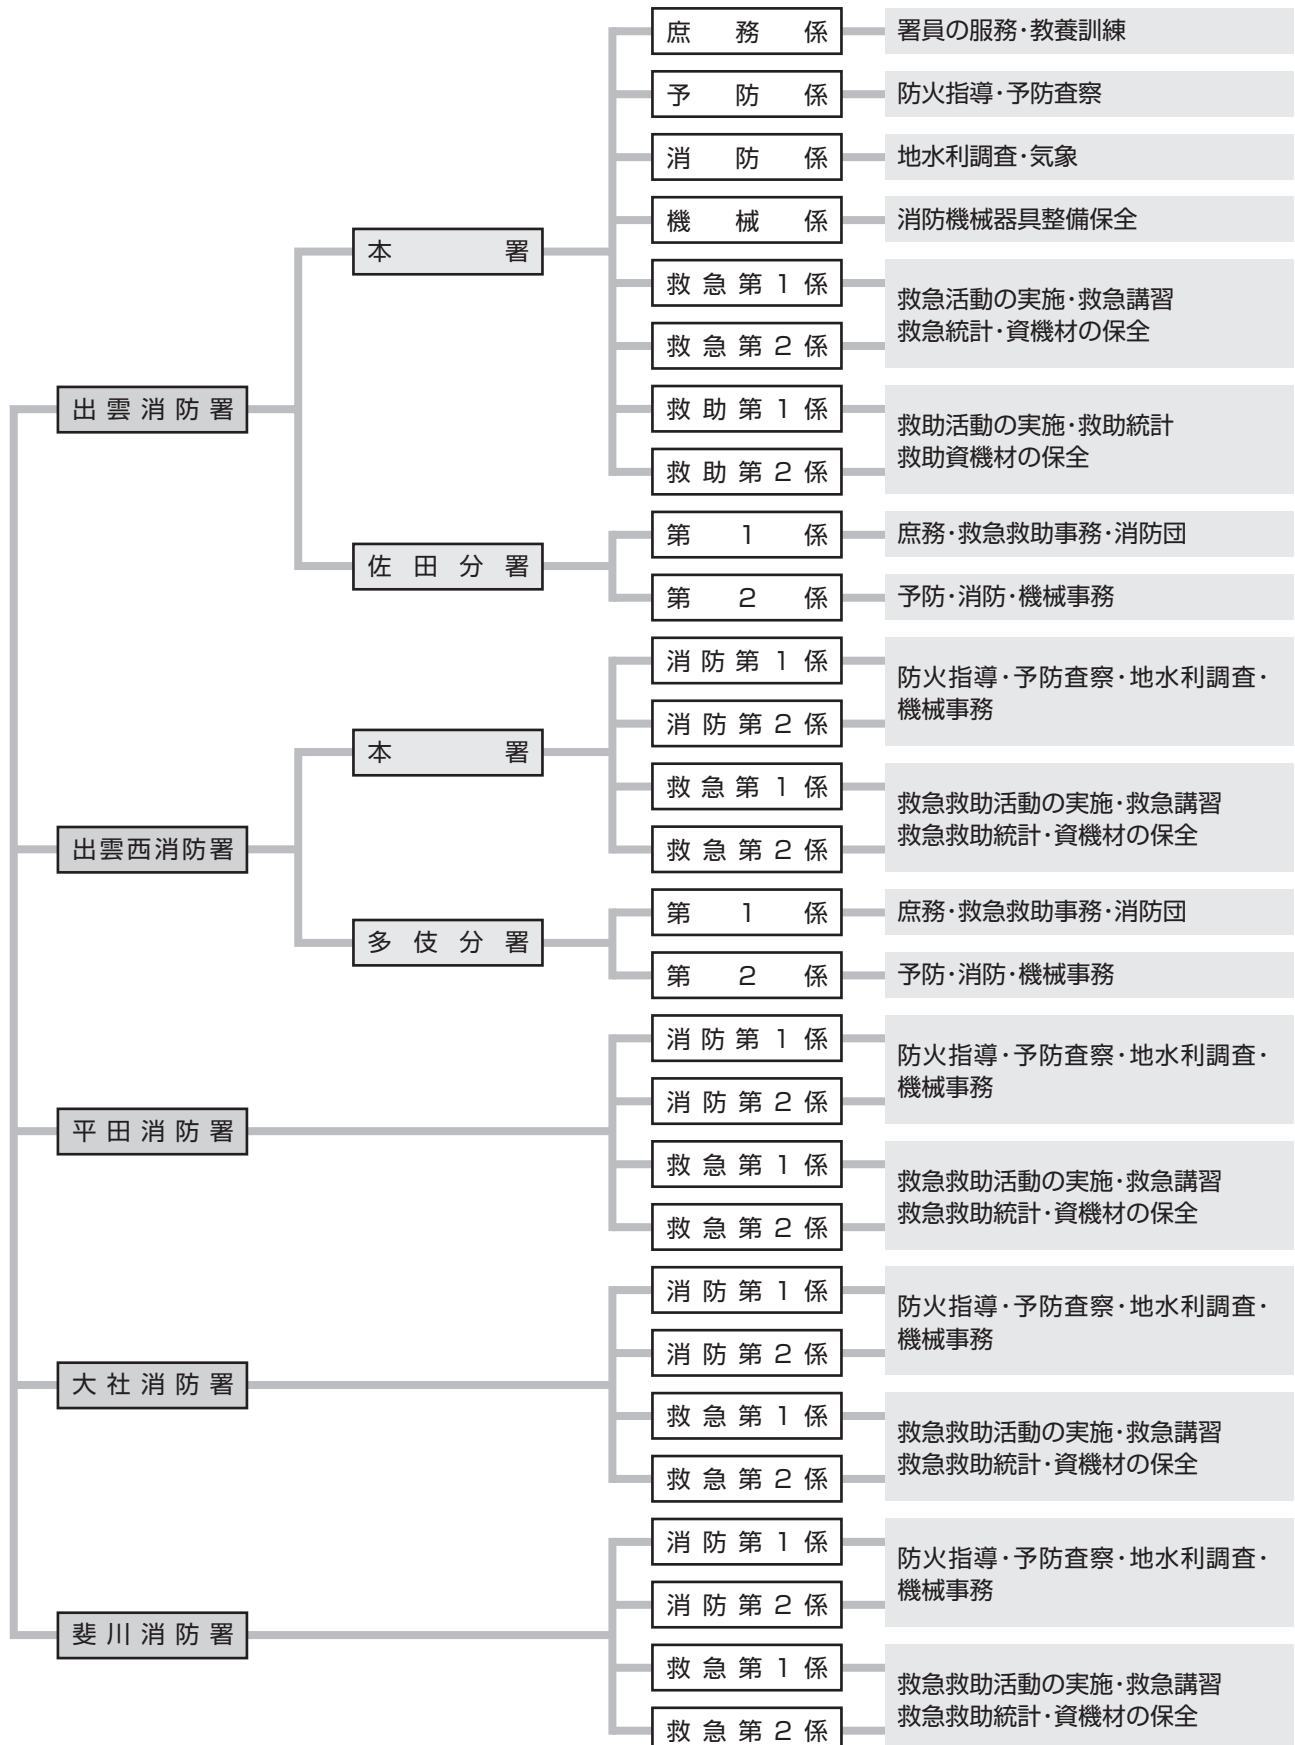 出雲消防署
本署
庶務係
署員の服務・教養訓練
予防係
防火指導・予防査察
消防係
地水利調査・気象
機械係
消防機械器具整備保全
救急第1係
救急第2係
救急活動の実施・救急講習
救急統計・資機材の保全
救助第1係
救助第2係
救助活動の実施・救助統計
救助資機材の保全
佐田分署
第1係
庶務・救急救助事務・消防団
第2係
予防・消防・機械事務
出雲西消防署
本署
消防第1係
消防第2係
防火指導・予防査察・地水利調査・
機械事務
救急第1係
救急第2係
救急救助活動の実施・救急講習
救急救助統計・資機材の保全
多伎分署
第1係
庶務・救急救助事務・消防団
第2係
予防・消防・機械事務
平田消防署
消防第1係
消防第2係
防火指導・予防査察・地水利調査・
機械事務
救急第1係
救急第2係
救急救助活動の実施・救急講習
救急救助統計・資機材の保全
大社消防署
消防第1係
消防第2係
防火指導・予防査察・地水利調査・
機械事務
救急第1係
救急第2係
救急救助活動の実施・救急講習
救急救助統計・資機材の保全
斐川消防署
消防第1係
消防第2係
防火指導・予防査察・地水利調査・
機械事務
救急第1係
救急第2係
救急救助活動の実施・救急講習
救急救助統計・資機材の保全